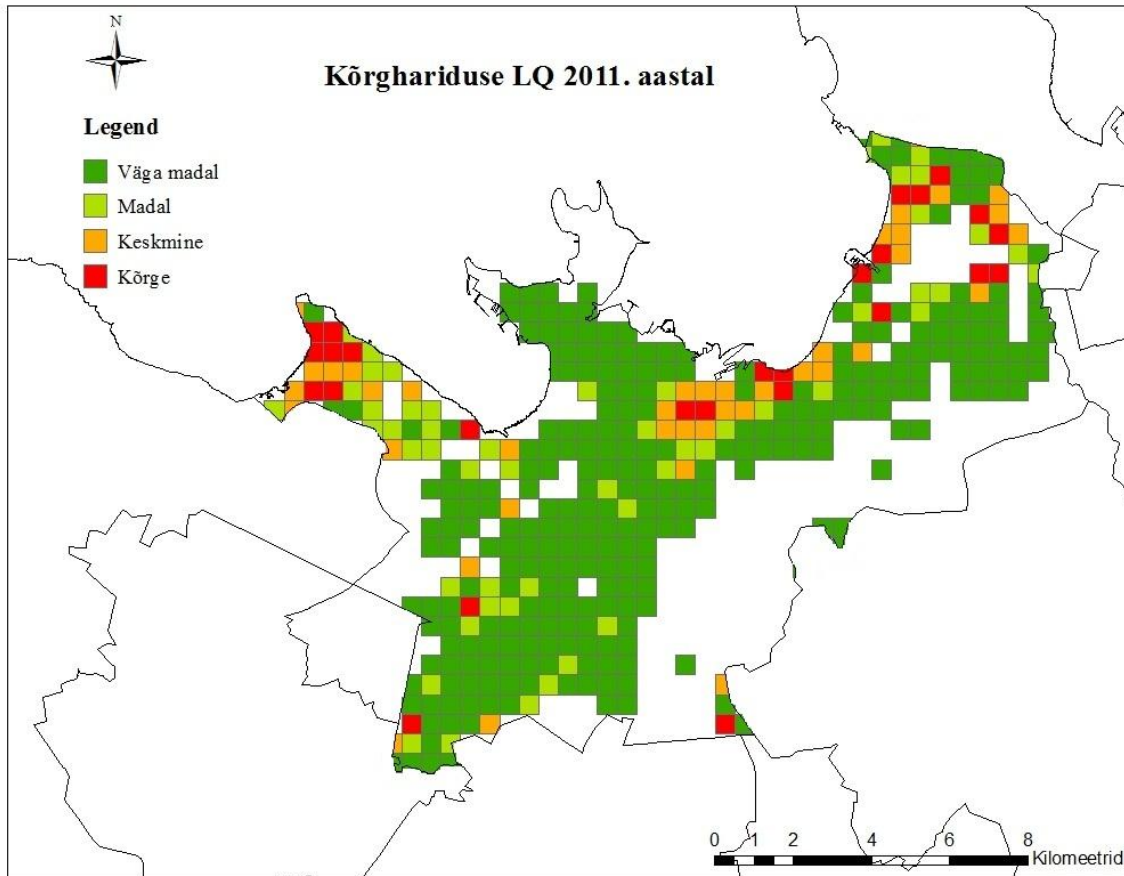 N
Kõrghariduse LQ 2011. aastal
Legend
Väga madal
Madal
Keskmine
Kõrge
0 1 2 4 6 8
Kilomeetrid